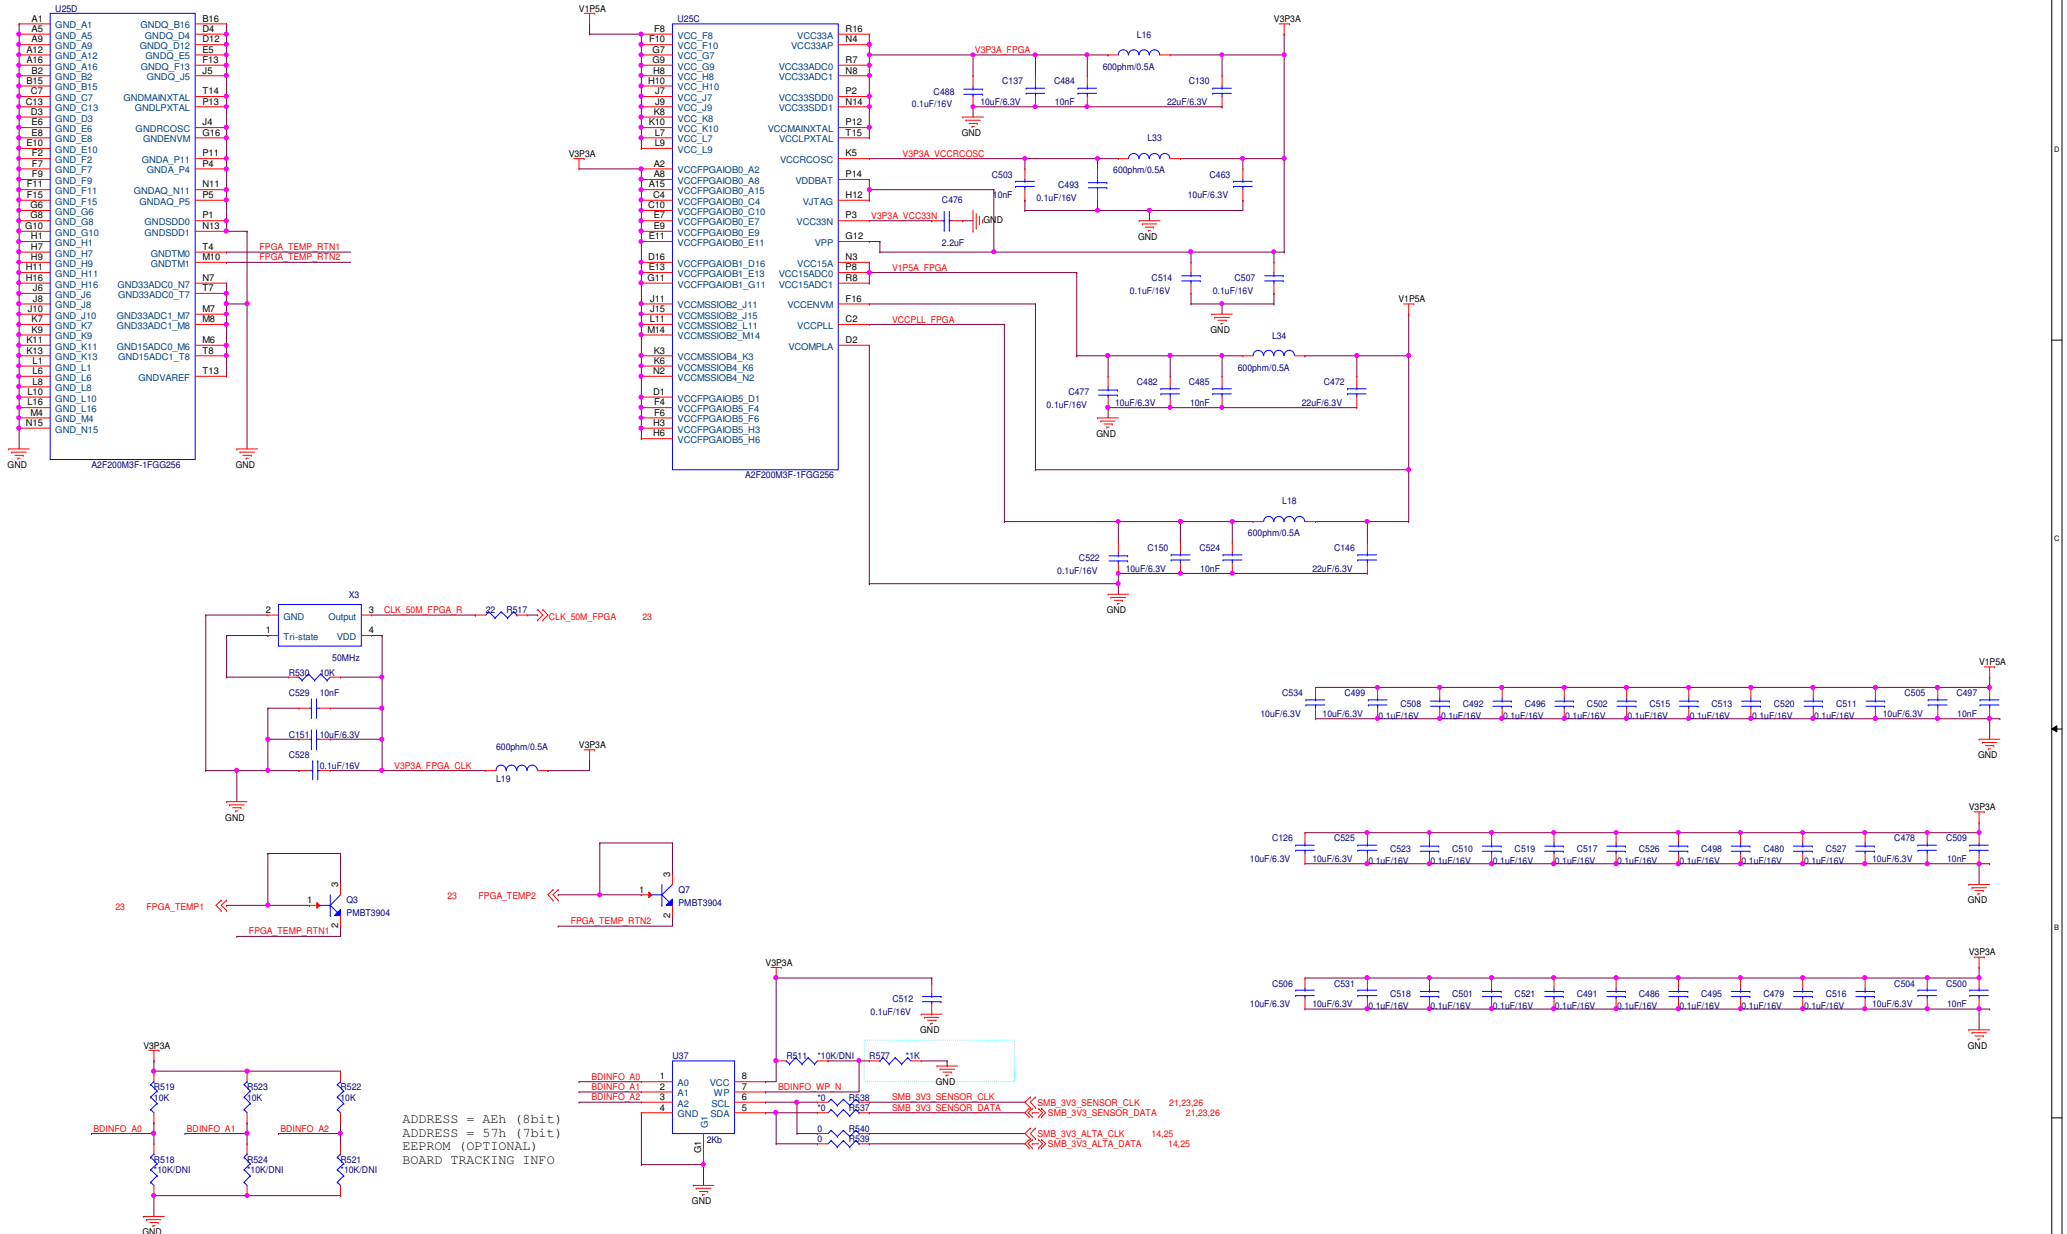 U25D
A1 GND_A1 GNDQ_B16 B16
A5 GND_A5 GNDQ_D4 D4
A9 GND_A9 GNDQ_D12 D12
A12 GND_A12 GNDQ_E5 E5
A16 GND_A16 GNDQ_F13 F13
B2 GND_B2 GNDQ_J5 J5
B15 GND_B15
C7 GND_C7 GNDMAINXTAL T14
C13 GND_C13 GNDLPXTAL P13
D3 GND_D3
E6 GND_E6 GNDRCOSC J4
E8 GND_E8 GNDENVM G16
E10 GND_E10
F2 GND_F2 GNDA_P11 P11
F7 GND_F7 GNDA_P4 P4
F9 GND_F9
F11 GND_F11 GNDAQ_N11 N11
F15 GND_F15 GNDAQ_P5 P5
G6 GND_G6
G8 GND_G8 GNDSDD0 P1
G10 GND_G10 GNDSDD1 N13
H1 GND_H1
H7 GND_H7 GNDTM0 T4 FPGA_TEMP_RTN1
H9 GND_H9 GNDTM1 M10 FPGA_TEMP_RTN2
H11 GND_H11
H16 GND_H16 GND33ADC0_N7 N7
J6 GND_J6 GND33ADC0_T7 T7
J8 GND_J8
J10 GND_J10 GND33ADC1_M7 M7
K7 GND_K7 GND33ADC1_M8 M8
K9 GND_K9
K11 GND_K11 GND15ADC0_M6 M6
K13 GND_K13 GND15ADC1_T8 T8
L1 GND_L1
L6 GND_L6 GNDVAREF T13
L8 GND_L8
L10 GND_L10
L16 GND_L16
M4 GND_M4
N15 GND_N15
GND GND
A2F200M3F-1FGG256
V1P5A
U25C
F8 VCC_F8 VCC33A R16
F10 VCC_F10 VCC33AP N4
G7 VCC_G7
G9 VCC_G9 VCC33ADC0 R7
H8 VCC_H8 VCC33ADC1 N8
H10 VCC_H10
J7 VCC_J7 VCC33SDD0 P2
J9 VCC_J9 VCC33SDD1 N14
K8 VCC_K8
K10 VCC_K10 VCCMAINXTAL P12
L7 VCC_L7 VCCLPXTAL T15
L9 VCC_L9
V3P3A
VCCRCOSC K5
A2 VCCFPGAIOB0_A2
A8 VCCFPGAIOB0_A8 VDDBAT P14
A15 VCCFPGAIOB0_A15
C4 VCCFPGAIOB0_C4 VJTAG H12
C10 VCCFPGAIOB0_C10
E7 VCCFPGAIOB0_E7 VCC33N P3
E9 VCCFPGAIOB0_E9
E11 VCCFPGAIOB0_E11 VPP G12
D16 VCCFPGAIOB1_D16 VCC15A N3
E13 VCCFPGAIOB1_E13 VCC15ADC0 P8
G11 VCCFPGAIOB1_G11 VCC15ADC1 R8
J11 VCCMSSIOB2_J11 VCCENVM F16
J15 VCCMSSIOB2_J15
L11 VCCMSSIOB2_L11 VCCPLL C2
M14 VCCMSSIOB2_M14
VCOMPLA D2
K3 VCCMSSIOB4_K3
K6 VCCMSSIOB4_K6
N2 VCCMSSIOB4_N2
D1 VCCFPGAIOB5_D1
F4 VCCFPGAIOB5_F4
F6 VCCFPGAIOB5_F6
H3 VCCFPGAIOB5_H3
H6 VCCFPGAIOB5_H6
A2F200M3F-1FGG256
V3P3A
V3P3A_FPGA L16
600phm/0.5A
C488 C137 C484 C130
0.1uF/16V 10uF/6.3V 10nF 22uF/6.3V
GND
V3P3A_VCCRCOSC L33
600phm/0.5A
C503 C493 C463
10nF 0.1uF/16V 10uF/6.3V
GND
C476
V3P3A_VCC33N GND
2.2uF
V1P5A_FPGA
C514 C507
0.1uF/16V 0.1uF/16V
GND
V1P5A
VCCPLL_FPGA
L34
600phm/0.5A
C477 C482 C485 C472
0.1uF/16V 10uF/6.3V 10nF 22uF/6.3V
GND
L18
600phm/0.5A
C522 C150 C524 C146
0.1uF/16V 10uF/6.3V 10nF 22uF/6.3V
GND
D
C
B
X3
2 GND Output 3 CLK_50M_FPGA_R 22 R517 CLK_50M_FPGA 23
1 Tri-state VDD 4
50MHz
R530 10K
C529 10nF
C151 10uF/6.3V
C528 0.1uF/16V
V3P3A_FPGA_CLK
600phm/0.5A
L19
V3P3A
GND
V1P5A
C534 C499 C508 C492 C496 C502 C515 C513 C520 C511 C505 C497
10uF/6.3V 10uF/6.3V 0.1uF/16V 0.1uF/16V 0.1uF/16V 0.1uF/16V 0.1uF/16V 0.1uF/16V 0.1uF/16V 0.1uF/16V 10uF/6.3V 10nF
GND
V3P3A
C126 C525 C523 C510 C519 C517 C526 C498 C480 C527 C478 C509
10uF/6.3V 10uF/6.3V 0.1uF/16V 0.1uF/16V 0.1uF/16V 0.1uF/16V 0.1uF/16V 0.1uF/16V 0.1uF/16V 0.1uF/16V 10uF/6.3V 10nF
GND
V3P3A
C506 C531 C518 C501 C521 C491 C486 C495 C479 C516 C504 C500
10uF/6.3V 10uF/6.3V 0.1uF/16V 0.1uF/16V 0.1uF/16V 0.1uF/16V 0.1uF/16V 0.1uF/16V 0.1uF/16V 0.1uF/16V 10uF/6.3V 10nF
GND
23 FPGA_TEMP1 1 3 Q3
PMBT3904
2
FPGA_TEMP_RTN1
23 FPGA_TEMP2 1 3 Q7
PMBT3904
2
FPGA_TEMP_RTN2
V3P3A
C512
0.1uF/16V
GND
R511 *10K/DNI R577 *1K
GND
U37
BDINFO_A0 1 A0 VCC 8
BDINFO_A1 2 A1 WP 7 BDINFO_WP_N
BDINFO_A2 3 A2 SCL 6 *0 R538 SMB_3V3_SENSOR_CLK SMB_3V3_SENSOR_CLK 21,23,26
4 GND SDA 5 *0 R537 SMB_3V3_SENSOR_DATA SMB_3V3_SENSOR_DATA 21,23,26
G1 G1 2Kb
0 R540 SMB_3V3_ALTA_CLK 14,25
0 R539 SMB_3V3_ALTA_DATA 14,25
GND
V3P3A
R519 R523 R522
10K 10K 10K
BDINFO_A0 BDINFO_A1 BDINFO_A2
R518 R524 R521
*10K/DNI *10K/DNI *10K/DNI
GND
ADDRESS = AEh (8bit)
ADDRESS = 57h (7bit)
EEPROM (OPTIONAL)
BOARD TRACKING INFO